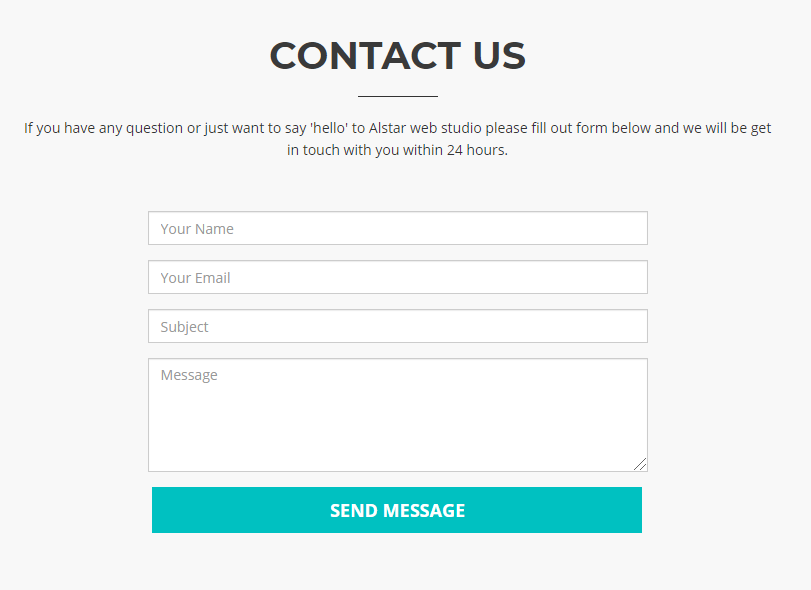 CONTACT US
If you have any question or just want to say 'hello' to Alstar web studio please fill out form below and we will be get
in touch with you within 24 hours.
Your Name
Your Email
Subject
Message
SEND MESSAGE